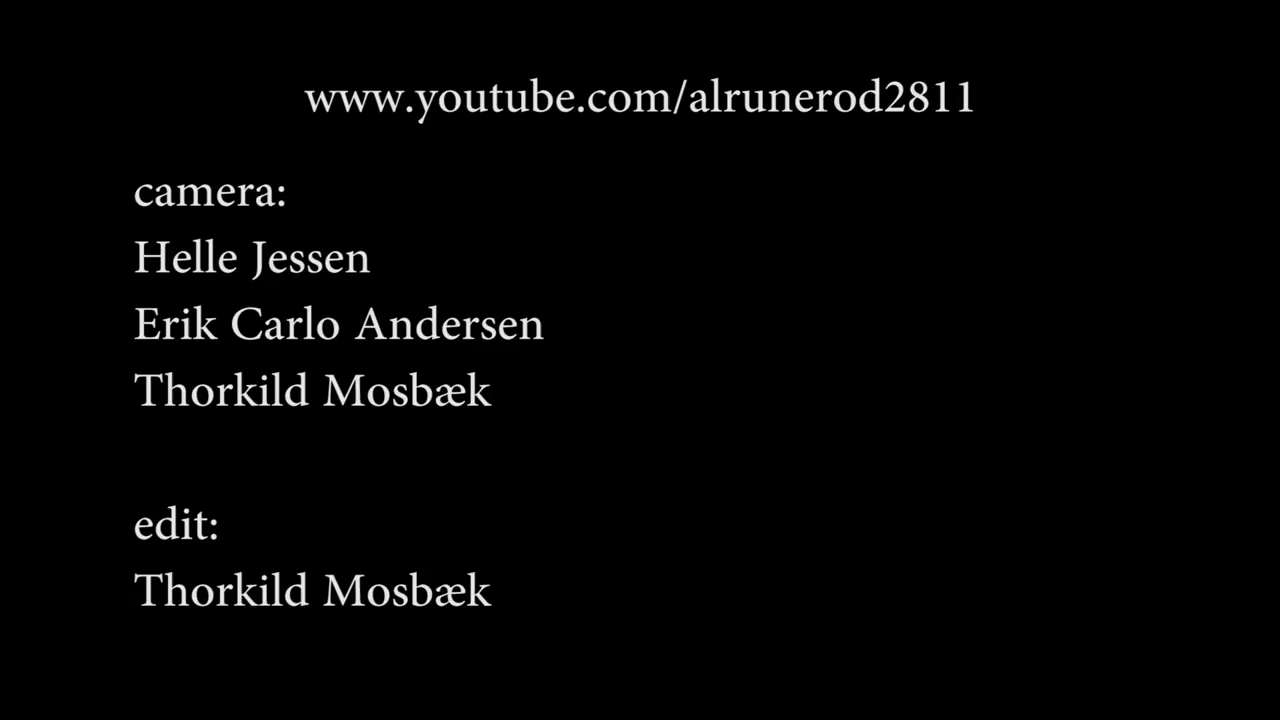 www.youtube.com/alrunerod2811
camera:
Helle Jessen
Erik Carlo Andersen
Thorkild Mosbæk
edit:
Thorkild Mosbæk